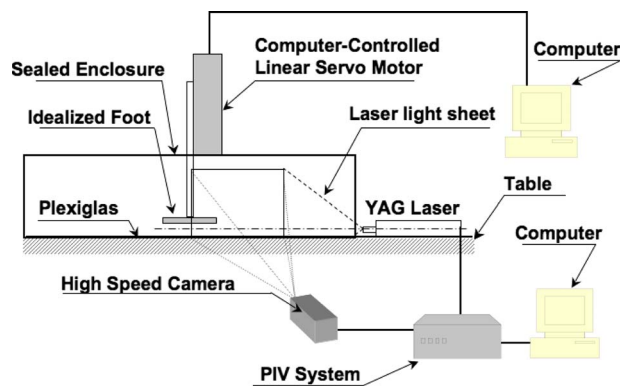 Computer-Controlled
Linear Servo Motor
Computer
Sealed Enclosure
Idealized Foot
Laser light sheet
Plexiglas
YAG Laser
Table
Computer
High Speed Camera
PIV System